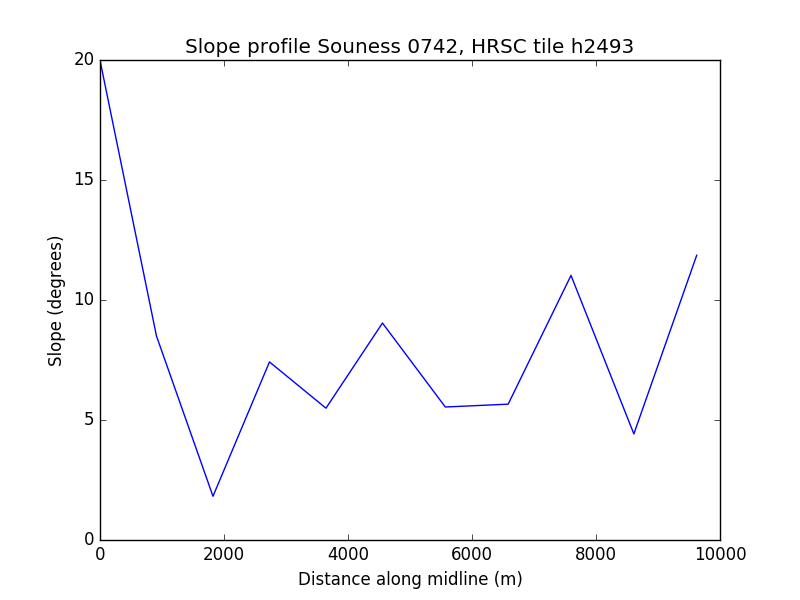 Slope profile Souness 0742, HRSC tile h2493
20
15
10
5
0
Slope (degrees)
0 2000 4000 6000 8000 10000
Distance along midline (m)